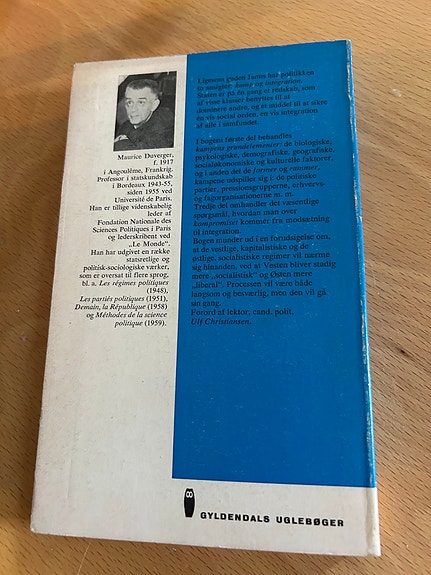 Maurice Duverger,
f. 1917
i Angoulême, Frankrig.
Professor i statskundskab
i Bordeaux 1943-55,
siden 1955 ved
Université de Paris.
Han er tillige videnskabelig
leder af
Fondation Nationale des
Sciences Politiques i Paris
og lederskribent ved
„Le Monde“.
Han har udgivet en række
statsretlige og
politisk-sociologiske værker,
som er oversat til flere sprog,
bl. a. Les régimes politiques
(1948),
Les partiés politiques (1951),
Demain, la République (1958)
og Méthodes de la science
politique (1959).
Ligesom guden Janus har politikken
to ansigter: kamp og integration.
Staten er på én gang et redskab, som
af visse klasser benyttes til at
dominere andre, og et middel til at sikre
en vis social orden, en vis integration
af alle i samfundet.
I bogens første del behandles
kampens grundelementer: de biologiske,
psykologiske, demografiske, geografiske,
socialøkonomiske og kulturelle faktorer,
og i anden del de former og rammer,
kampene udspiller sig i: de politiske
partier, pressionsgrupperne, erhvervs-
og fagorganisationerne m. m.
Tredje del omhandler det væsentlige
spørgsmål, hvordan man over
kompromiser kommer fra modsætning
til integration.
Bogen munder ud i en forudsigelse om,
at de vestlige, kapitalistiske og de
østlige, socialistiske regimer vil nærme
sig hinanden, ved at Vesten bliver stadig
mere „socialistisk“ og Østen mere
„liberal“. Processen vil være både
langsom og besværlig, men den vil gå
sin gang.
Forord af lektor, cand. polit.
Ulf Christiansen.
8
GYLDENDALS UGLEBØGER